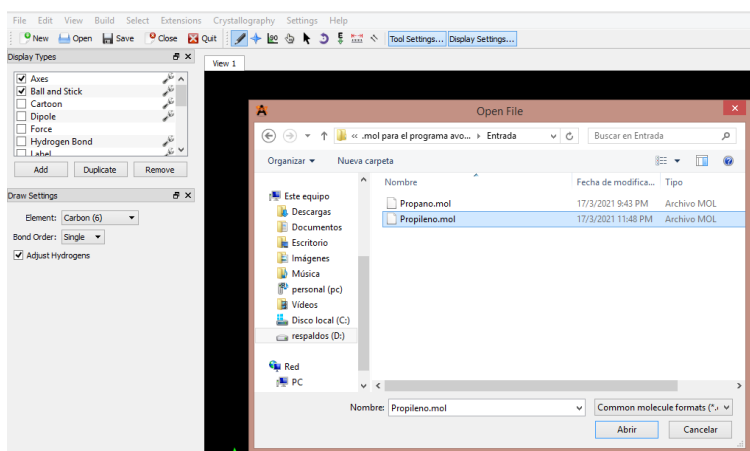 File Edit View Build Select Extensions Crystallography Settings Help
New Open Save Close Quit Tool Settings... Display Settings...
Display Types
View 1
Axes
Ball and Stick
Cartoon
Dipole
Force
Hydrogen Bond
Label
Add Duplicate Remove
Draw Settings
Element: Carbon (6)
Bond Order: Single
Adjust Hydrogens
Open File
« .mol para el programa avo... Entrada
Buscar en Entrada
Organizar Nueva carpeta
Nombre Fecha de modifica... Tipo
Este equipo
Descargas
Documentos
Escritorio
Imágenes
Música
personal (pc)
Vídeos
Disco local (C:)
respaldos (D:)
Red
PC
Propano.mol 17/3/2021 9:43 PM Archivo MOL
Propileno.mol 17/3/2021 11:48 PM Archivo MOL
Nombre: Propileno.mol
Common molecule formats (*.
Abrir Cancelar